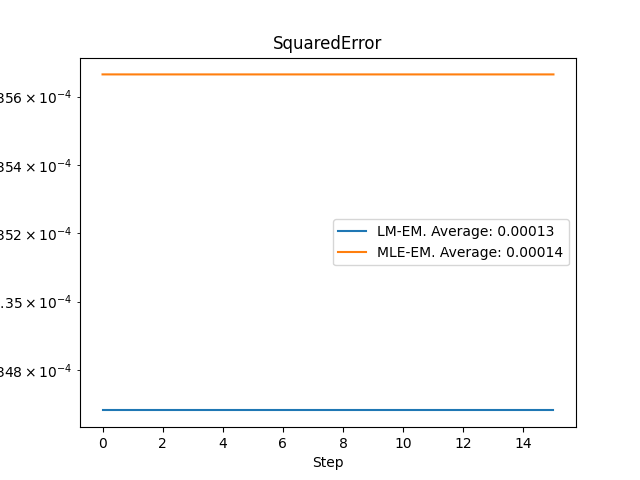 SquaredError
356 × 10⁻⁴
354 × 10⁻⁴
352 × 10⁻⁴
.35 × 10⁻⁴
348 × 10⁻⁴
LM-EM. Average: 0.00013
MLE-EM. Average: 0.00014
0 2 4 6 8 10 12 14
Step